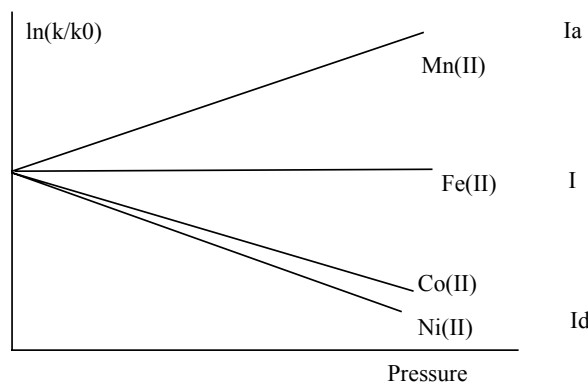 ln(k/k0)
Ia
Mn(II)
Fe(II)
I
Co(II)
Ni(II)
Id
Pressure